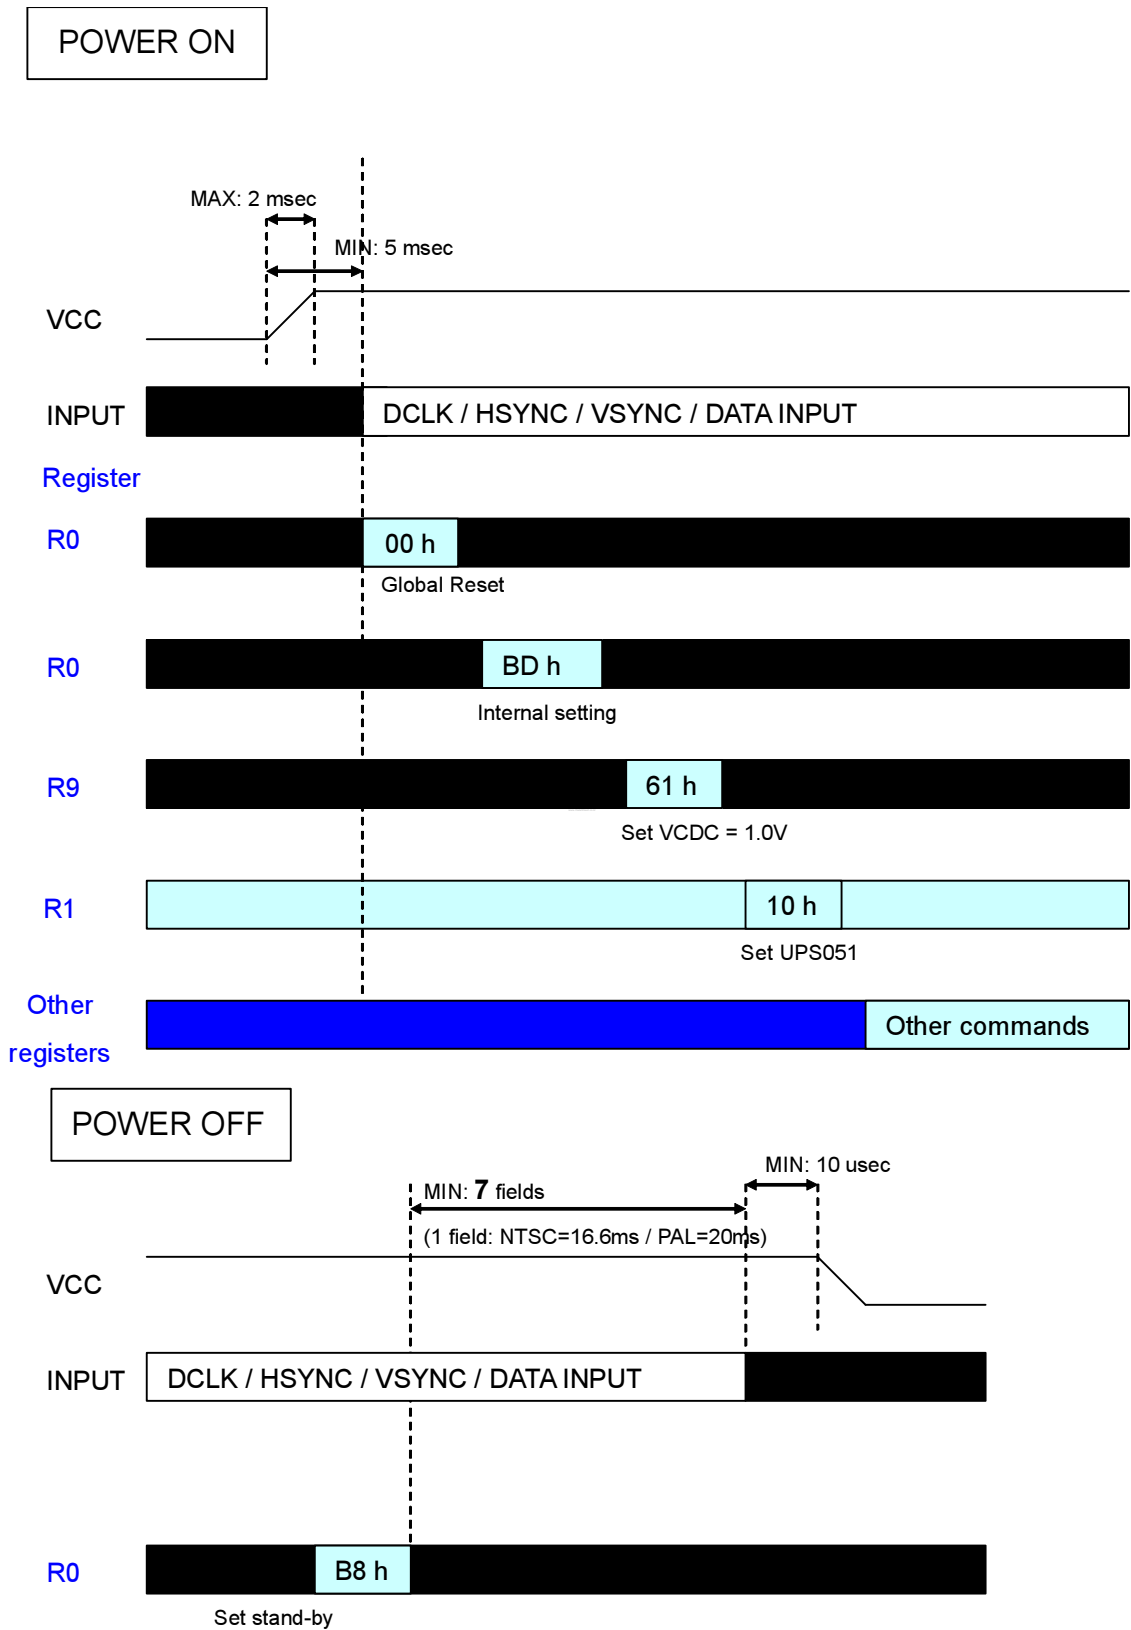 POWER ON
MAX: 2 msec
MIN: 5 msec
VCC
INPUT
DCLK / HSYNC / VSYNC / DATA INPUT
Register
R0
00 h
Global Reset
R0
BD h
Internal setting
R9
61 h
Set VCDC = 1.0V
R1
10 h
Set UPS051
Other
registers
Other commands
POWER OFF
MIN: 10 usec
MIN: 7 fields
(1 field: NTSC=16.6ms / PAL=20ms)
VCC
INPUT
DCLK / HSYNC / VSYNC / DATA INPUT
R0
B8 h
Set stand-by